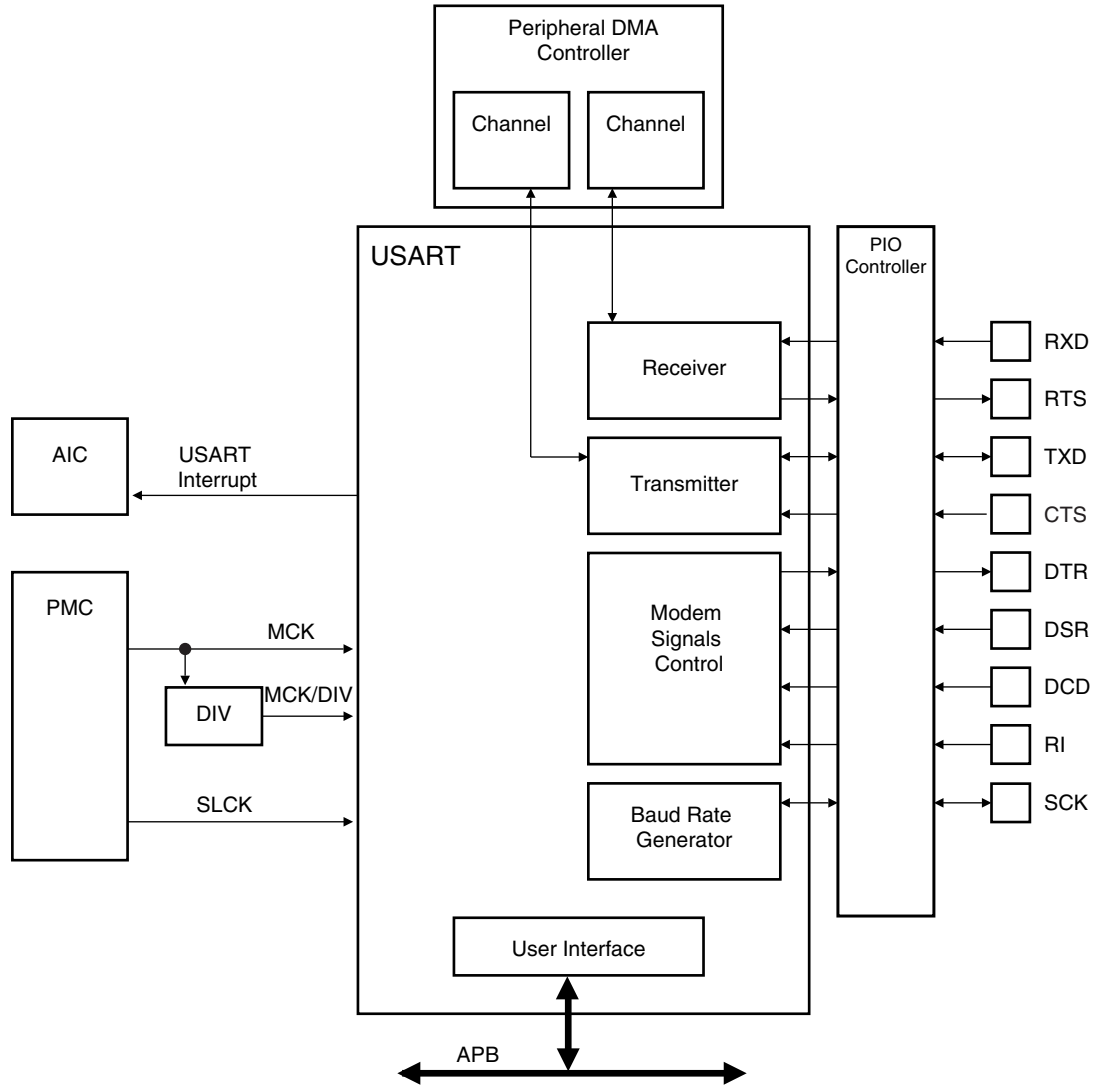 Peripheral DMA
Controller
Channel
Channel
USART
PIO
Controller
Receiver
RXD
RTS
AIC
USART
Interrupt
Transmitter
TXD
CTS
PMC
MCK
DIV
MCK/DIV
SLCK
Modem
Signals
Control
DTR
DSR
DCD
RI
Baud Rate
Generator
SCK
User Interface
APB